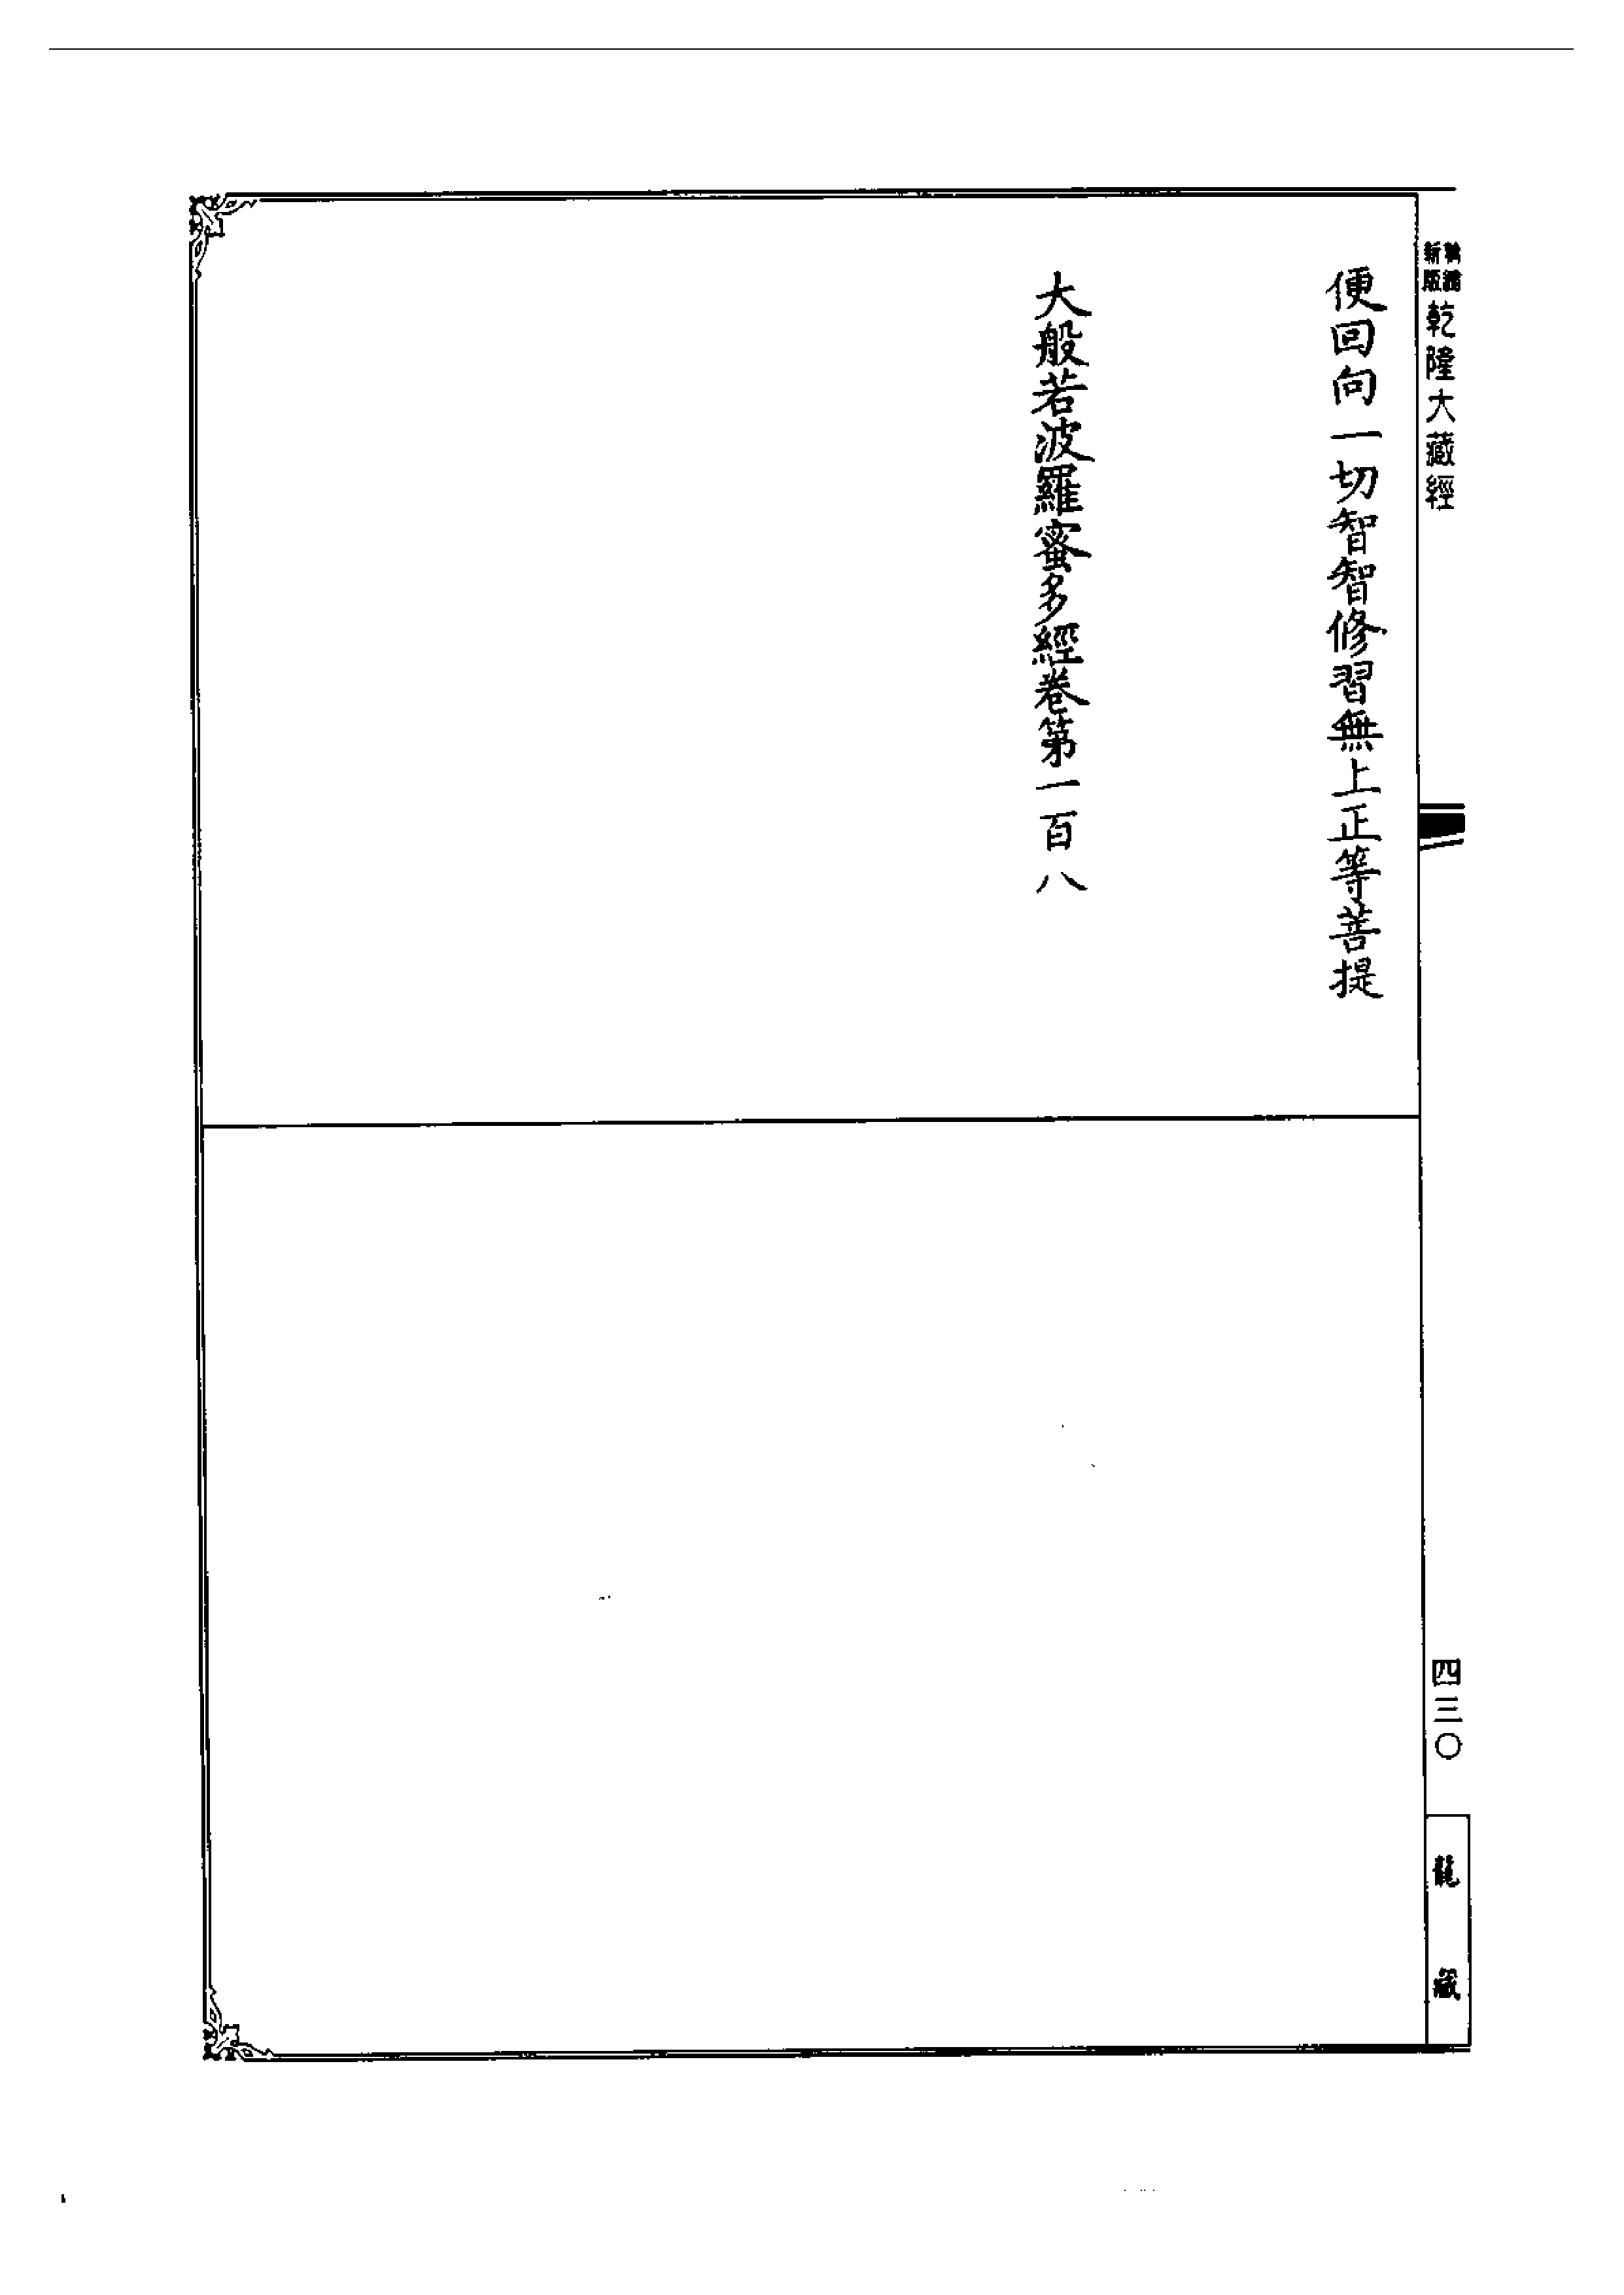 新版精編乾隆大藏經
便回向一切智智修習無上正等菩提
大般若波羅蜜多經卷第一百八
四三〇
龍藏